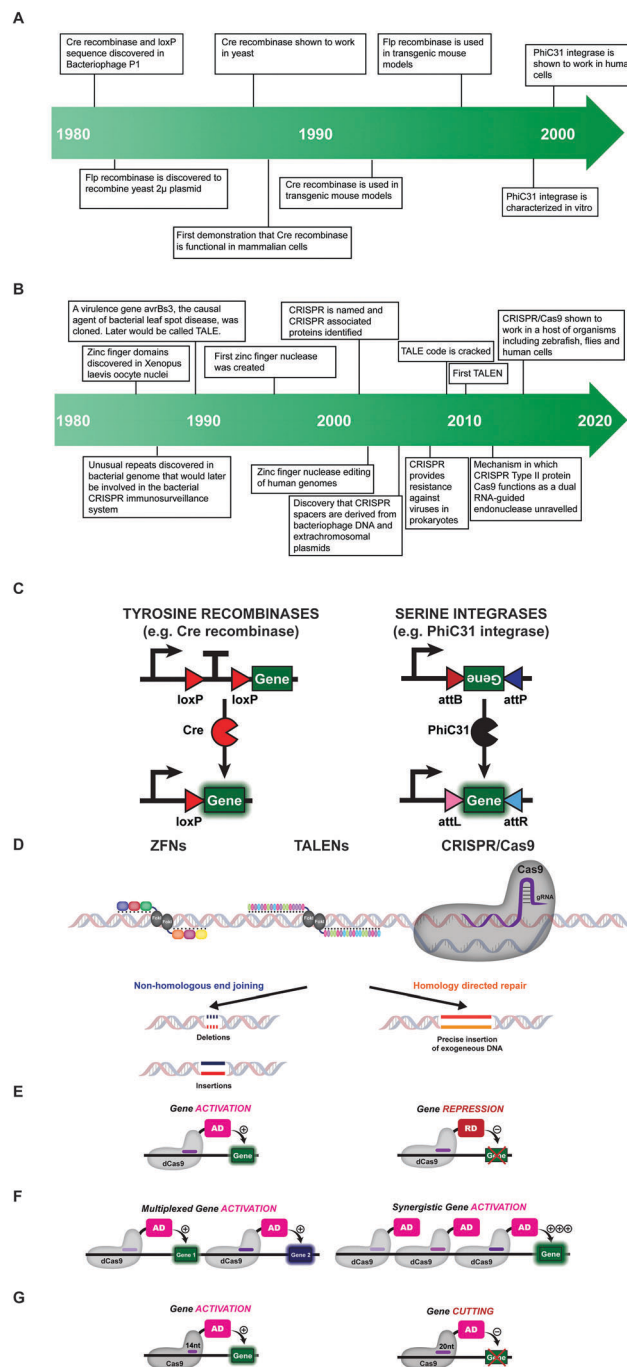 A
Cre recombinase and loxP
sequence discovered in
Bacteriophage P1
Cre recombinase shown to work
in yeast
Flp recombinase is used in
transgenic mouse
models
PhiC31 integrase is
shown to work in human
cells
1980
1990
2000
Flp recombinase is discovered to
recombine yeast 2µ plasmid
Cre recombinase is used in
transgenic mouse models
PhiC31 integrase is
characterized in vitro
First demonstration that Cre recombinase
is functional in mammalian cells
B
A virulence gene avrBs3, the causal
agent of bacterial leaf spot disease, was
cloned. Later would be called TALE.
CRISPR is named and
CRISPR associated
proteins identified
CRISPR/Cas9 shown to
work in a host of organisms
including zebrafish, flies and
human cells
Zinc finger domains
discovered in Xenopus
laevis oocyte nuclei
First zinc finger nuclease
was created
TALE code is cracked
First TALEN
1980
1990
2000
2010
2020
Unusual repeats discovered in
bacterial genome that would later
be involved in the bacterial
CRISPR immunosurveillance
system
Zinc finger nuclease editing
of human genomes
Discovery that CRISPR
spacers are derived from
bacteriophage DNA and
extrachromosomal
plasmids
CRISPR
provides
resistance
against
viruses in
prokaryotes
Mechanism in which
CRISPR Type II protein
Cas9 functions as a dual
RNA-guided
endonuclease unravelled
C
TYROSINE RECOMBINASES
(e.g. Cre recombinase)
loxP
loxP
Gene
Cre
Gene
loxP
SERINE INTEGRASES
(e.g. PhiC31 integrase)
Gene
attB
attP
PhiC31
Gene
attL
attR
D
ZFNs
TALENs
CRISPR/Cas9
FokI
FokI
FokI
FokI
Cas9
gRNA
Non-homologous end joining
Homology directed repair
Deletions
Precise insertion
of exogeneous DNA
Insertions
E
Gene ACTIVATION
AD
+
dCas9
Gene
Gene REPRESSION
RD
−
dCas9
Gene
F
Multiplexed Gene ACTIVATION
AD
+
AD
+
dCas9
Gene 1
dCas9
Gene 2
Synergistic Gene ACTIVATION
AD
AD
AD
+++
dCas9
dCas9
dCas9
Gene
G
Gene ACTIVATION
AD
+
14nt
Cas9
Gene
Gene CUTTING
AD
−
20nt
Cas9
Gene